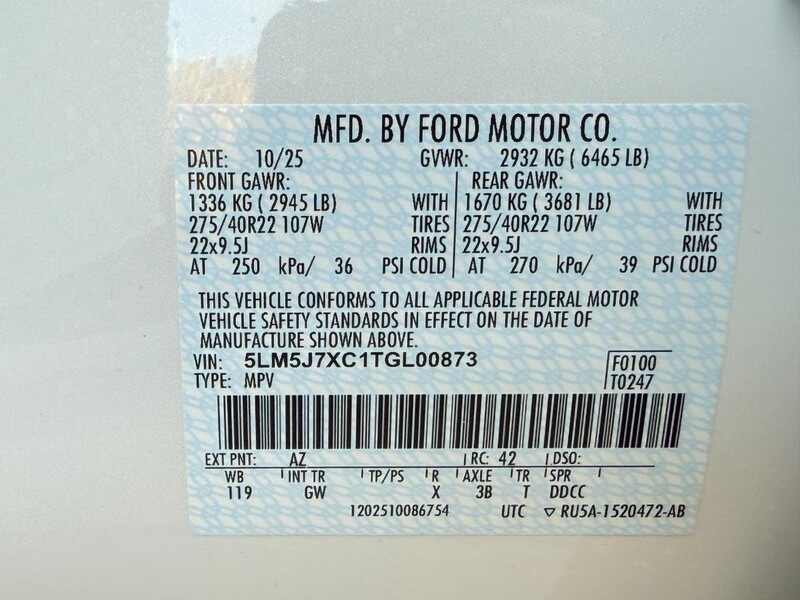 MFD. BY FORD MOTOR CO.
DATE: 10/25 GVWR: 2932 KG ( 6465 LB)
FRONT GAWR: REAR GAWR:
1336 KG ( 2945 LB) WITH 1670 KG ( 3681 LB) WITH
275/40R22 107W TIRES 275/40R22 107W TIRES
22x9.5J RIMS 22x9.5J RIMS
AT 250 kPa/ 36 PSI COLD AT 270 kPa/ 39 PSI COLD
THIS VEHICLE CONFORMS TO ALL APPLICABLE FEDERAL MOTOR
VEHICLE SAFETY STANDARDS IN EFFECT ON THE DATE OF
MANUFACTURE SHOWN ABOVE.
VIN: 5LM5J7XC1TGL00873 F0100
TYPE: MPV T0247
EXT PNT: AZ RC: 42 DSO:
WB INT TR TP/PS R AXLE TR SPR
119 GW X 3B T DDCC
1202510086754 UTC ▽ RU5A-1520472-AB